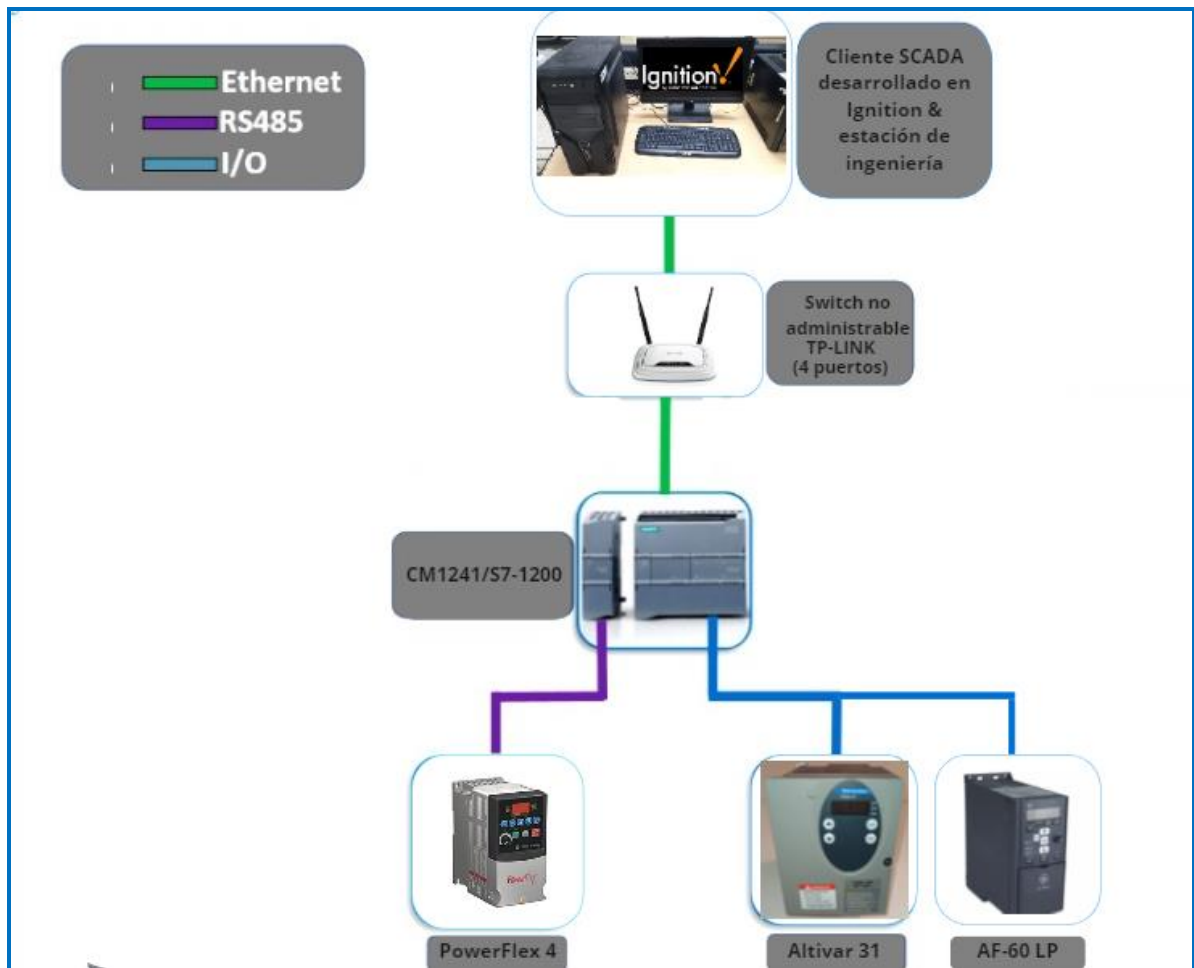 Ethernet
RS485
I/O
Ignition!
Cliente SCADA
desarrollado en
Ignition &
estación de
ingeniería
Switch no
administrable
TP-LINK
(4 puertos)
CM1241/S7-1200
PowerFlex 4
Altivar 31
AF-60 LP